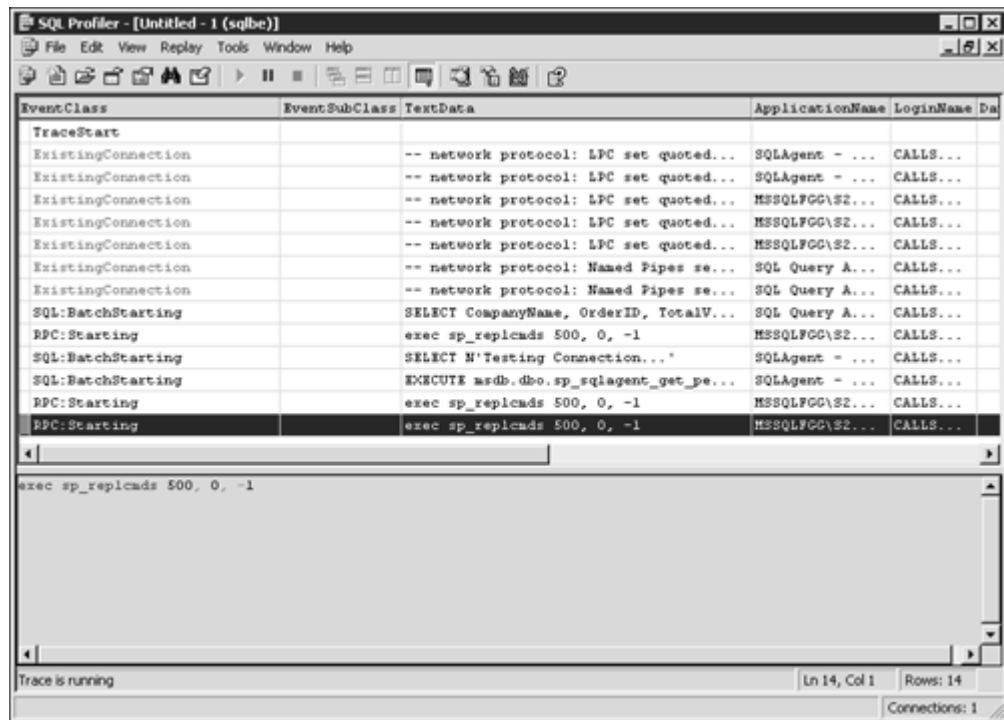 SQL Profiler - [Untitled - 1 (sqlbe)]
File Edit View Replay Tools Window Help
EventClass EventSubClass TextData ApplicationName LoginName Da
TraceStart
ExistingConnection -- network protocol: LPC set quoted... SQLAgent - ... CALLS...
ExistingConnection -- network protocol: LPC set quoted... SQLAgent - ... CALLS...
ExistingConnection -- network protocol: LPC set quoted... MSSQLFGG\S2... CALLS...
ExistingConnection -- network protocol: LPC set quoted... MSSQLFGG\S2... CALLS...
ExistingConnection -- network protocol: LPC set quoted... MSSQLFGG\S2... CALLS...
ExistingConnection -- network protocol: Named Pipes se... SQL Query A... CALLS...
ExistingConnection -- network protocol: Named Pipes se... SQL Query A... CALLS...
SQL:BatchStarting SELECT CompanyName, OrderID, TotalV... SQL Query A... CALLS...
RPC:Starting exec sp_replcmds 500, 0, -1 MSSQLFGG\S2... CALLS...
SQL:BatchStarting SELECT N'Testing Connection...' SQLAgent - ... CALLS...
SQL:BatchStarting EXECUTE msdb.dbo.sp_sqlagent_get_pe... SQLAgent - ... CALLS...
RPC:Starting exec sp_replcmds 500, 0, -1 MSSQLFGG\S2... CALLS...
RPC:Starting exec sp_replcmds 500, 0, -1 MSSQLFGG\S2... CALLS...
exec sp_replcmds 500, 0, -1
Trace is running Ln 14, Col 1 Rows: 14
Connections: 1